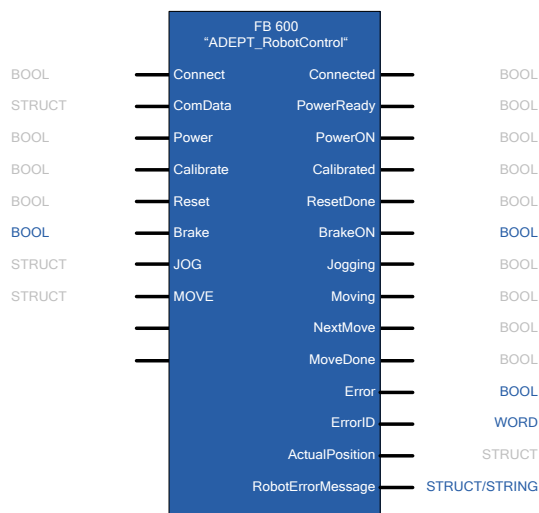 FB 600
“ADEPT_RobotControl“
BOOL Connect Connected BOOL
STRUCT ComData PowerReady BOOL
BOOL Power PowerON BOOL
BOOL Calibrate Calibrated BOOL
BOOL Reset ResetDone BOOL
BOOL Brake BrakeON BOOL
STRUCT JOG Jogging BOOL
STRUCT MOVE Moving BOOL
NextMove BOOL
MoveDone BOOL
Error BOOL
ErrorID WORD
ActualPosition STRUCT
RobotErrorMessage STRUCT/STRING